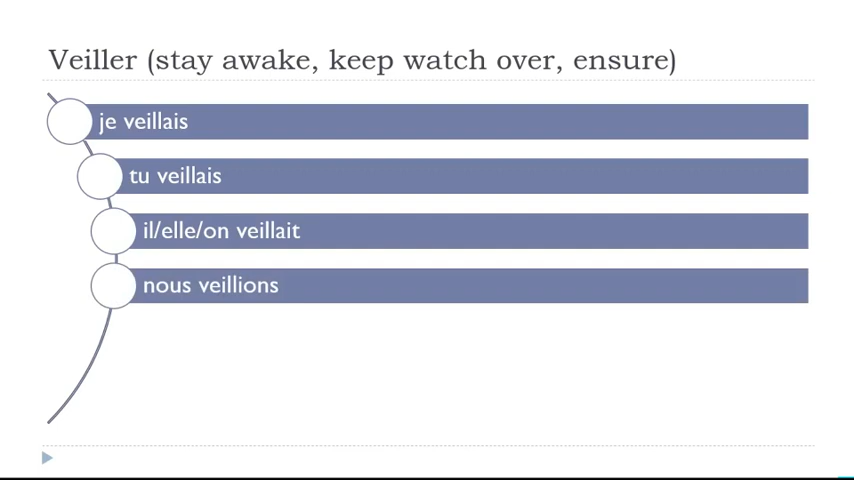 Veiller (stay awake, keep watch over, ensure)
je veillais
tu veillais
il/elle/on veillait
nous veillions